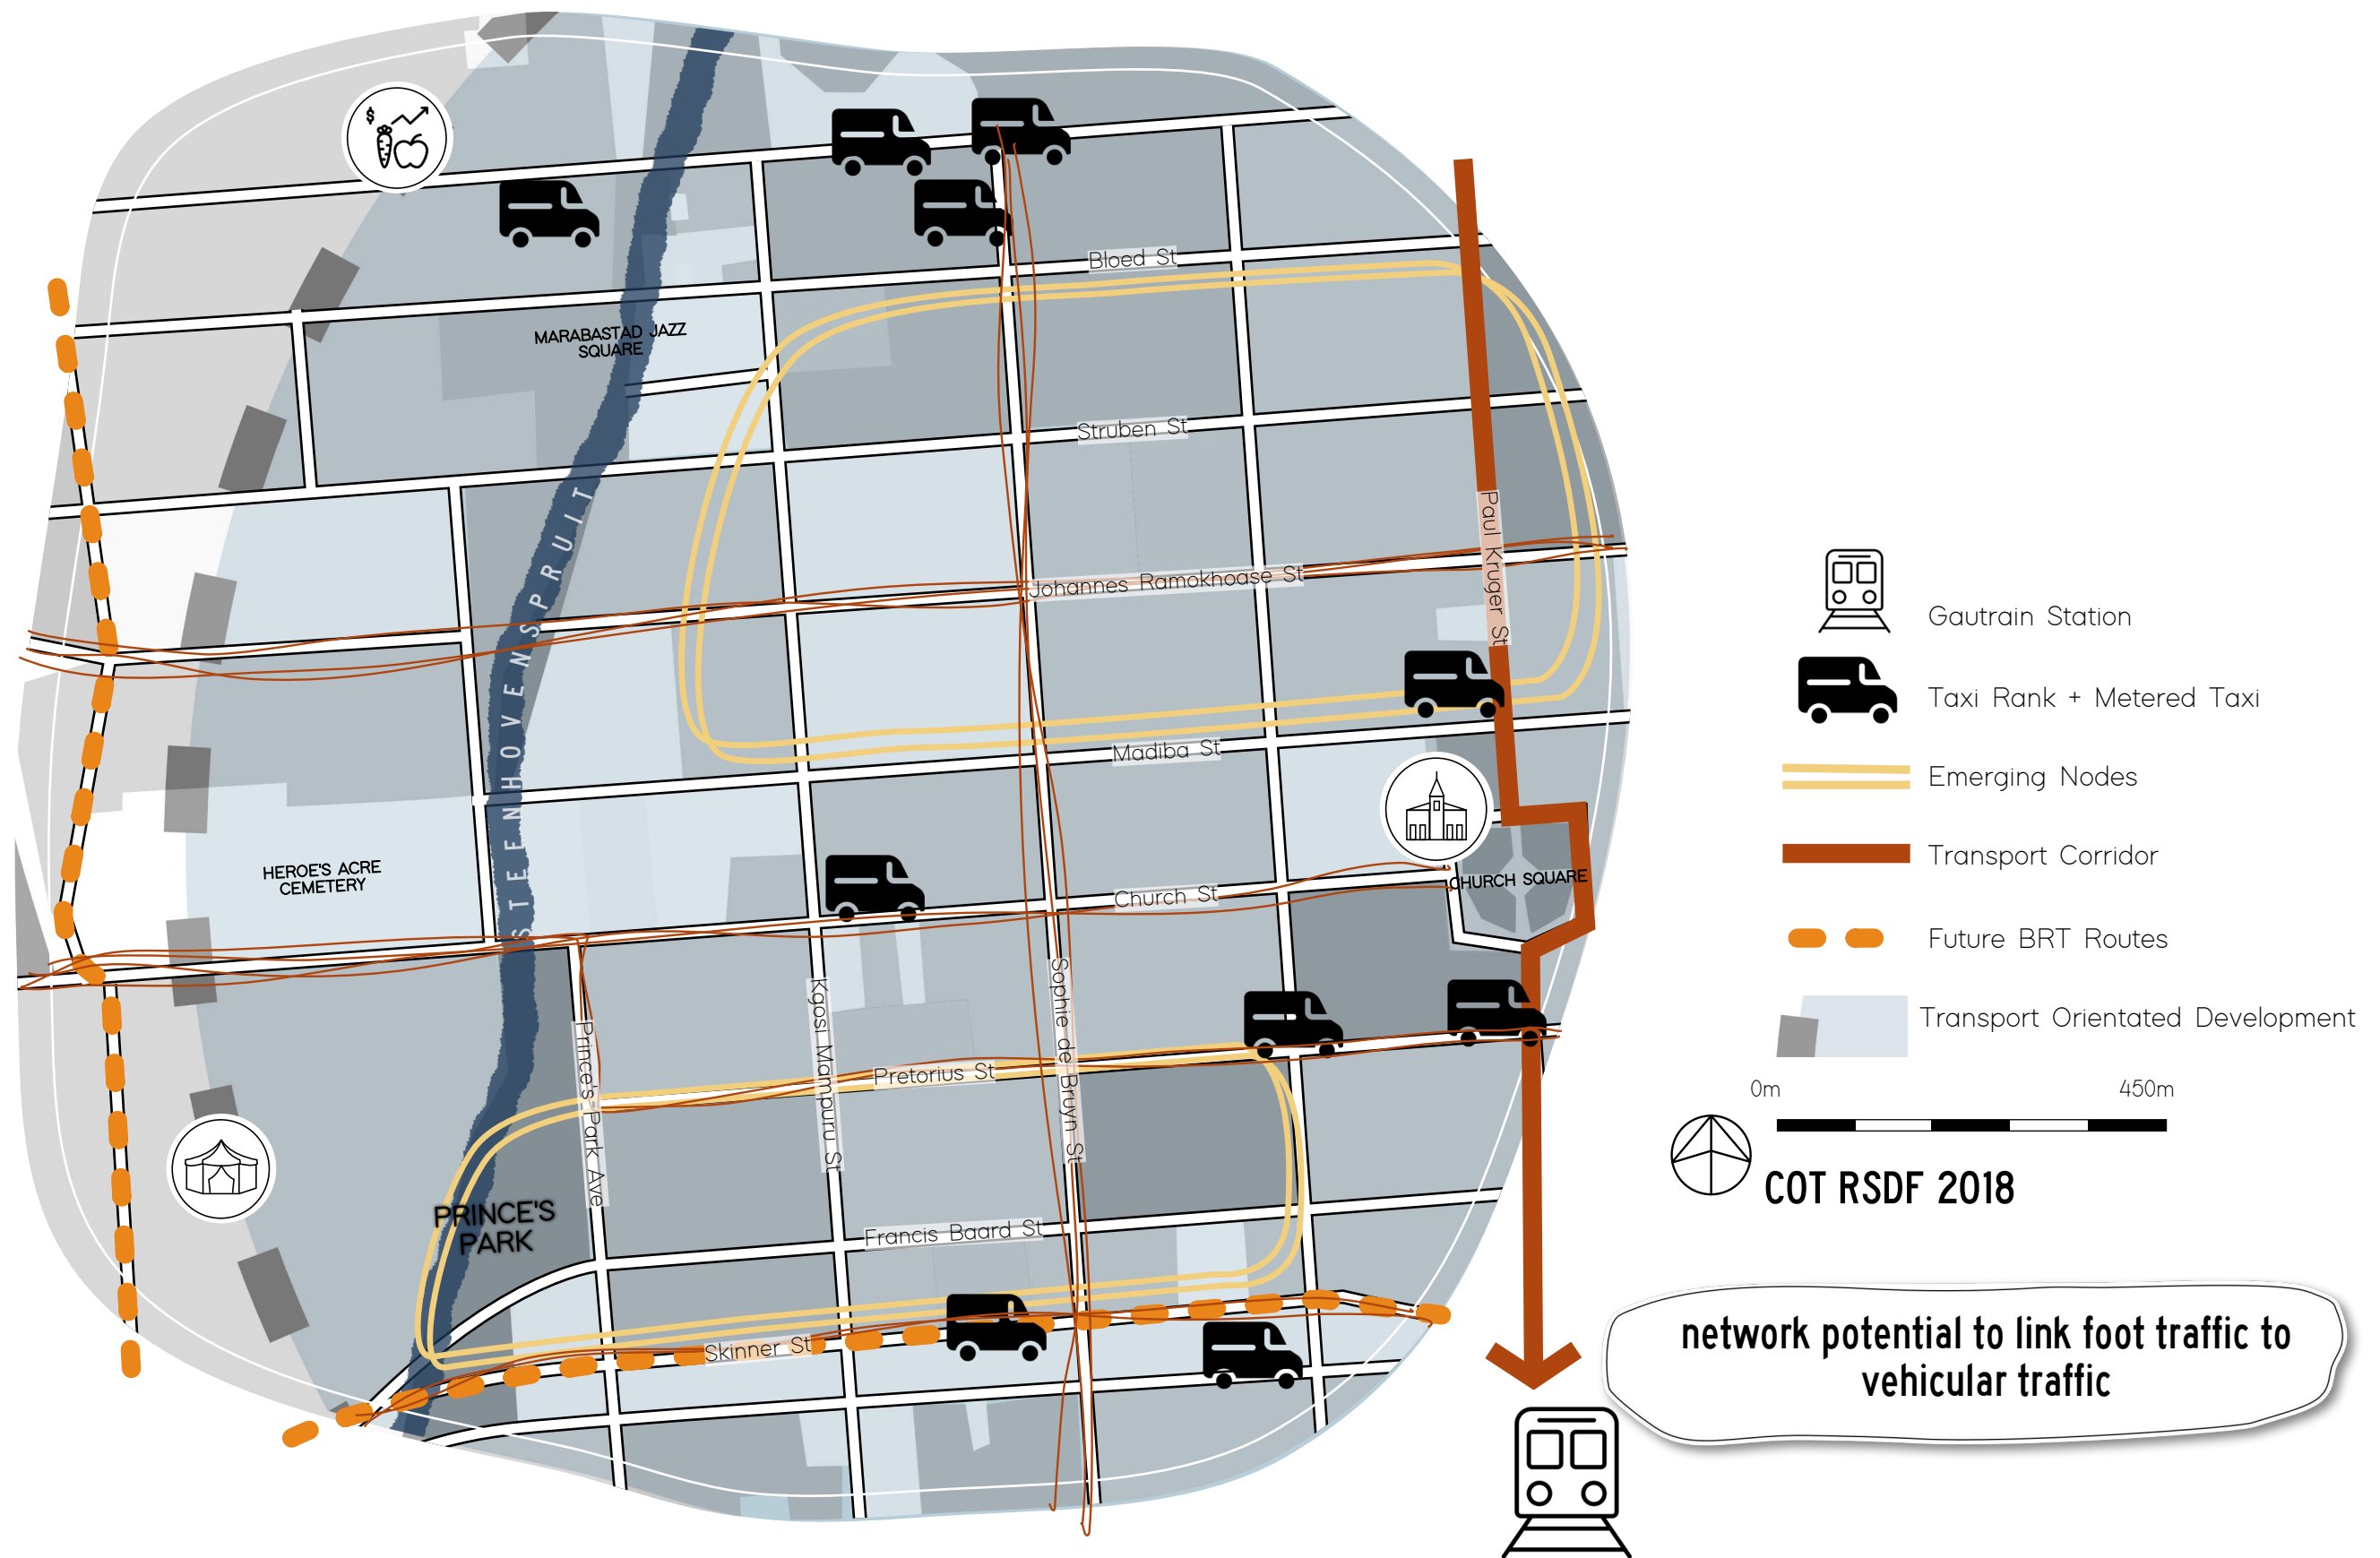 $
Bloed St
MARABASTAD JAZZ
SQUARE
Struben St
Paul Kruger St
STEENHOVENSPRUIT
Johannes Ramokhoase St
Madiba St
HEROE'S ACRE
CEMETERY
Church St
CHURCH SQUARE
Prince's Park Ave
Kgosi Mampuru St
Sophie de Bruyn St
Pretorius St
PRINCE'S
PARK
Francis Baard St
Skinner St
Gautrain Station
Taxi Rank + Metered Taxi
Emerging Nodes
Transport Corridor
Future BRT Routes
Transport Orientated Development
0m 450m
COT RSDF 2018
network potential to link foot traffic to
vehicular traffic